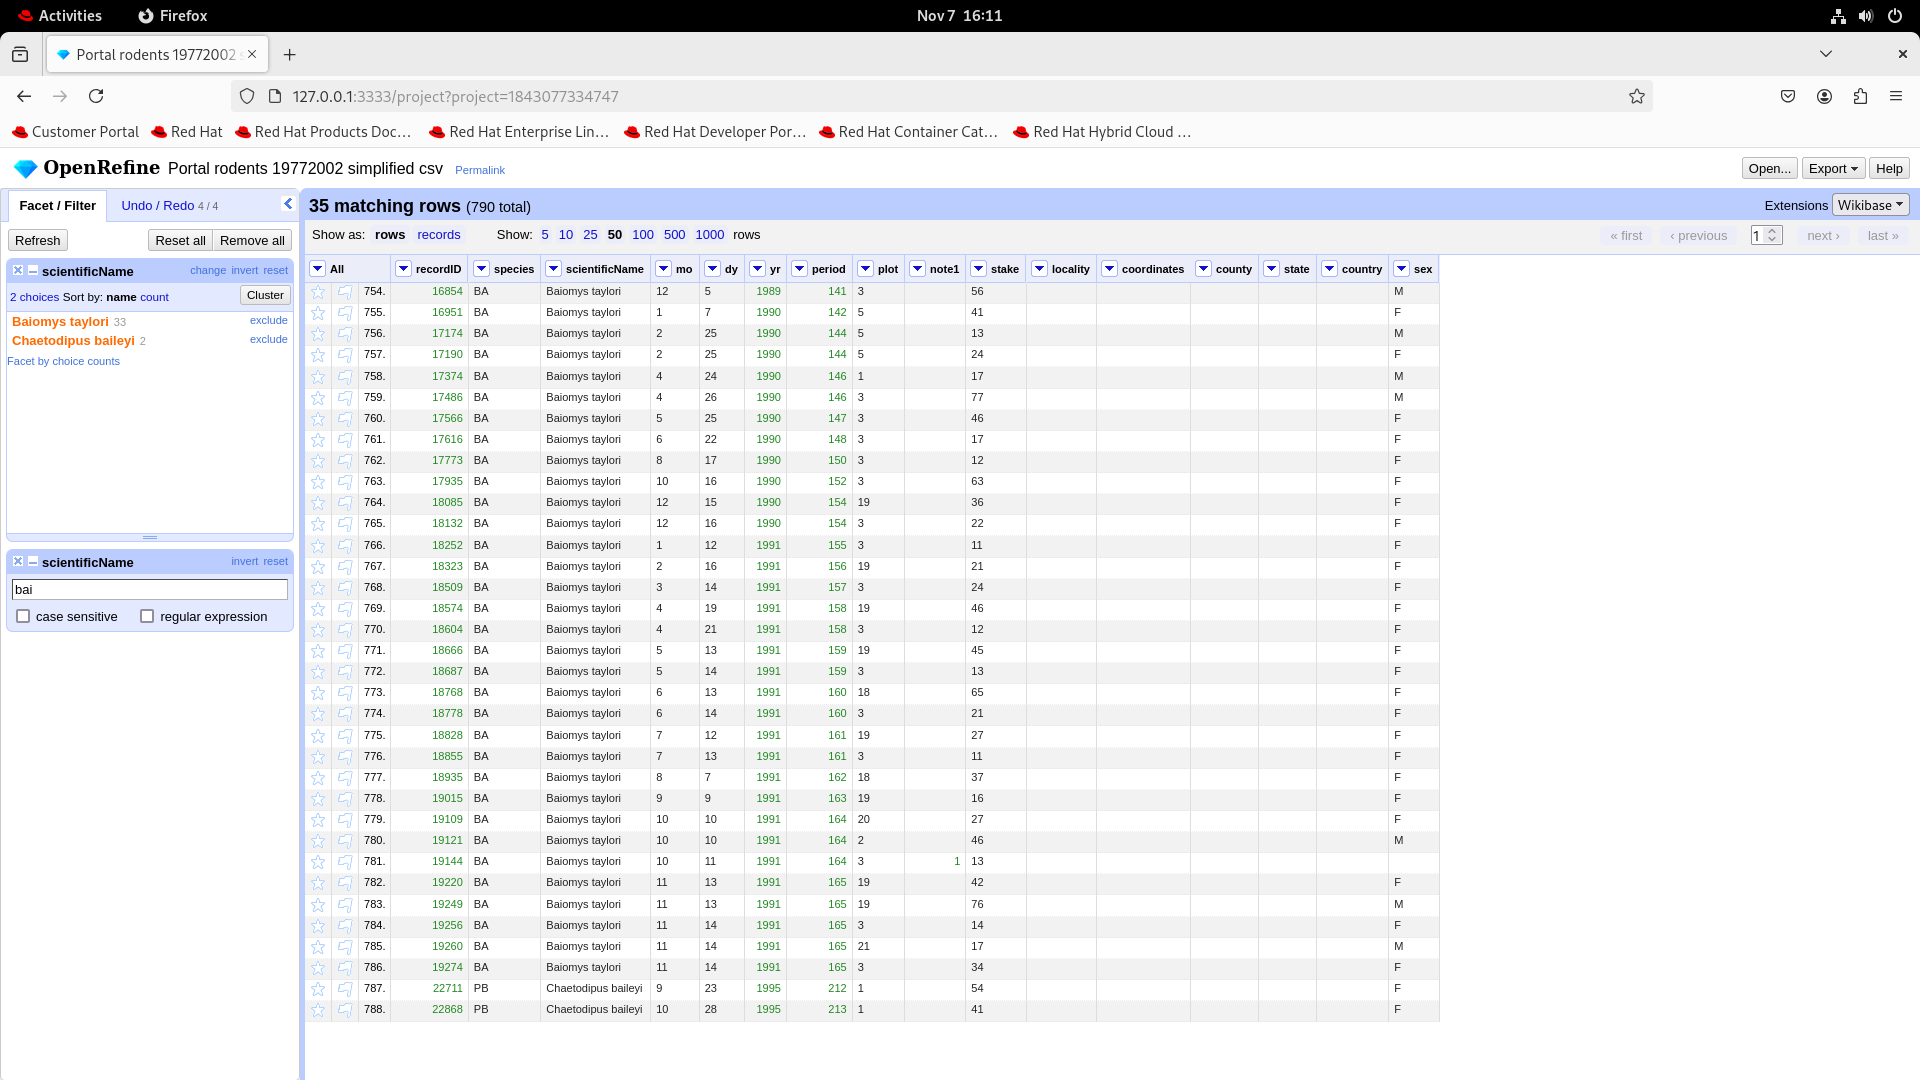 Activities Firefox Nov 7 16:11
Portal rodents 19772002 s
127.0.0.1:3333/project?project=1843077334747
Customer Portal Red Hat Red Hat Products Doc… Red Hat Enterprise Lin… Red Hat Developer Por… Red Hat Container Cat… Red Hat Hybrid Cloud …
OpenRefine Portal rodents 19772002 simplified csv Permalink Open... Export Help
Facet / Filter Undo / Redo 4 / 4
35 matching rows (790 total) Extensions Wikibase
Refresh Reset all Remove all
Show as: rows records Show: 5 10 25 50 100 500 1000 rows « first ‹ previous 1 next › last »
scientificName change invert reset
2 choices Sort by: name count Cluster
Baiomys taylori 33 exclude
Chaetodipus baileyi 2 exclude
Facet by choice counts
scientificName invert reset
bai
case sensitive regular expression
All recordID species scientificName mo dy yr period plot note1 stake locality coordinates county state country sex
754. 16854 BA Baiomys taylori 12 5 1989 141 3 56 M
755. 16951 BA Baiomys taylori 1 7 1990 142 5 41 F
756. 17174 BA Baiomys taylori 2 25 1990 144 5 13 M
757. 17190 BA Baiomys taylori 2 25 1990 144 5 24 F
758. 17374 BA Baiomys taylori 4 24 1990 146 1 17 M
759. 17486 BA Baiomys taylori 4 26 1990 146 3 77 M
760. 17566 BA Baiomys taylori 5 25 1990 147 3 46 F
761. 17616 BA Baiomys taylori 6 22 1990 148 3 17 F
762. 17773 BA Baiomys taylori 8 17 1990 150 3 12 F
763. 17935 BA Baiomys taylori 10 16 1990 152 3 63 F
764. 18085 BA Baiomys taylori 12 15 1990 154 19 36 F
765. 18132 BA Baiomys taylori 12 16 1990 154 3 22 F
766. 18252 BA Baiomys taylori 1 12 1991 155 3 11 F
767. 18323 BA Baiomys taylori 2 16 1991 156 19 21 F
768. 18509 BA Baiomys taylori 3 14 1991 157 3 24 F
769. 18574 BA Baiomys taylori 4 19 1991 158 19 46 F
770. 18604 BA Baiomys taylori 4 21 1991 158 3 12 F
771. 18666 BA Baiomys taylori 5 13 1991 159 19 45 F
772. 18687 BA Baiomys taylori 5 14 1991 159 3 13 F
773. 18768 BA Baiomys taylori 6 13 1991 160 18 65 F
774. 18778 BA Baiomys taylori 6 14 1991 160 3 21 F
775. 18828 BA Baiomys taylori 7 12 1991 161 19 27 F
776. 18855 BA Baiomys taylori 7 13 1991 161 3 11 F
777. 18935 BA Baiomys taylori 8 7 1991 162 18 37 F
778. 19015 BA Baiomys taylori 9 9 1991 163 19 16 F
779. 19109 BA Baiomys taylori 10 10 1991 164 20 27 F
780. 19121 BA Baiomys taylori 10 10 1991 164 2 46 M
781. 19144 BA Baiomys taylori 10 11 1991 164 3 1 13
782. 19220 BA Baiomys taylori 11 13 1991 165 19 42 F
783. 19249 BA Baiomys taylori 11 13 1991 165 19 76 M
784. 19256 BA Baiomys taylori 11 14 1991 165 3 14 F
785. 19260 BA Baiomys taylori 11 14 1991 165 21 17 M
786. 19274 BA Baiomys taylori 11 14 1991 165 3 34 F
787. 22711 PB Chaetodipus baileyi 9 23 1995 212 1 54 F
788. 22868 PB Chaetodipus baileyi 10 28 1995 213 1 41 F